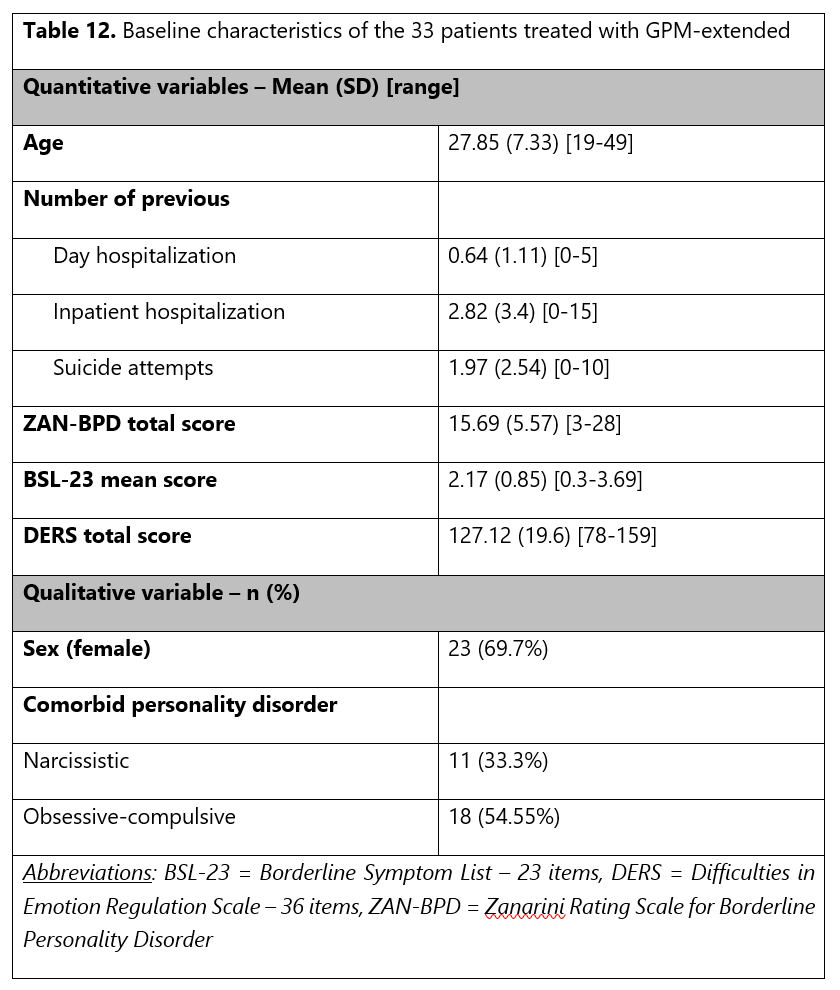 Table 12. Baseline characteristics of the 33 patients treated with GPM-extended
Quantitative variables – Mean (SD) [range]
Age 27.85 (7.33) [19-49]
Number of previous
Day hospitalization 0.64 (1.11) [0-5]
Inpatient hospitalization 2.82 (3.4) [0-15]
Suicide attempts 1.97 (2.54) [0-10]
ZAN-BPD total score 15.69 (5.57) [3-28]
BSL-23 mean score 2.17 (0.85) [0.3-3.69]
DERS total score 127.12 (19.6) [78-159]
Qualitative variable – n (%)
Sex (female) 23 (69.7%)
Comorbid personality disorder
Narcissistic 11 (33.3%)
Obsessive-compulsive 18 (54.55%)
Abbreviations: BSL-23 = Borderline Symptom List – 23 items, DERS = Difficulties in
Emotion Regulation Scale – 36 items, ZAN-BPD = Zanarini Rating Scale for Borderline
Personality Disorder